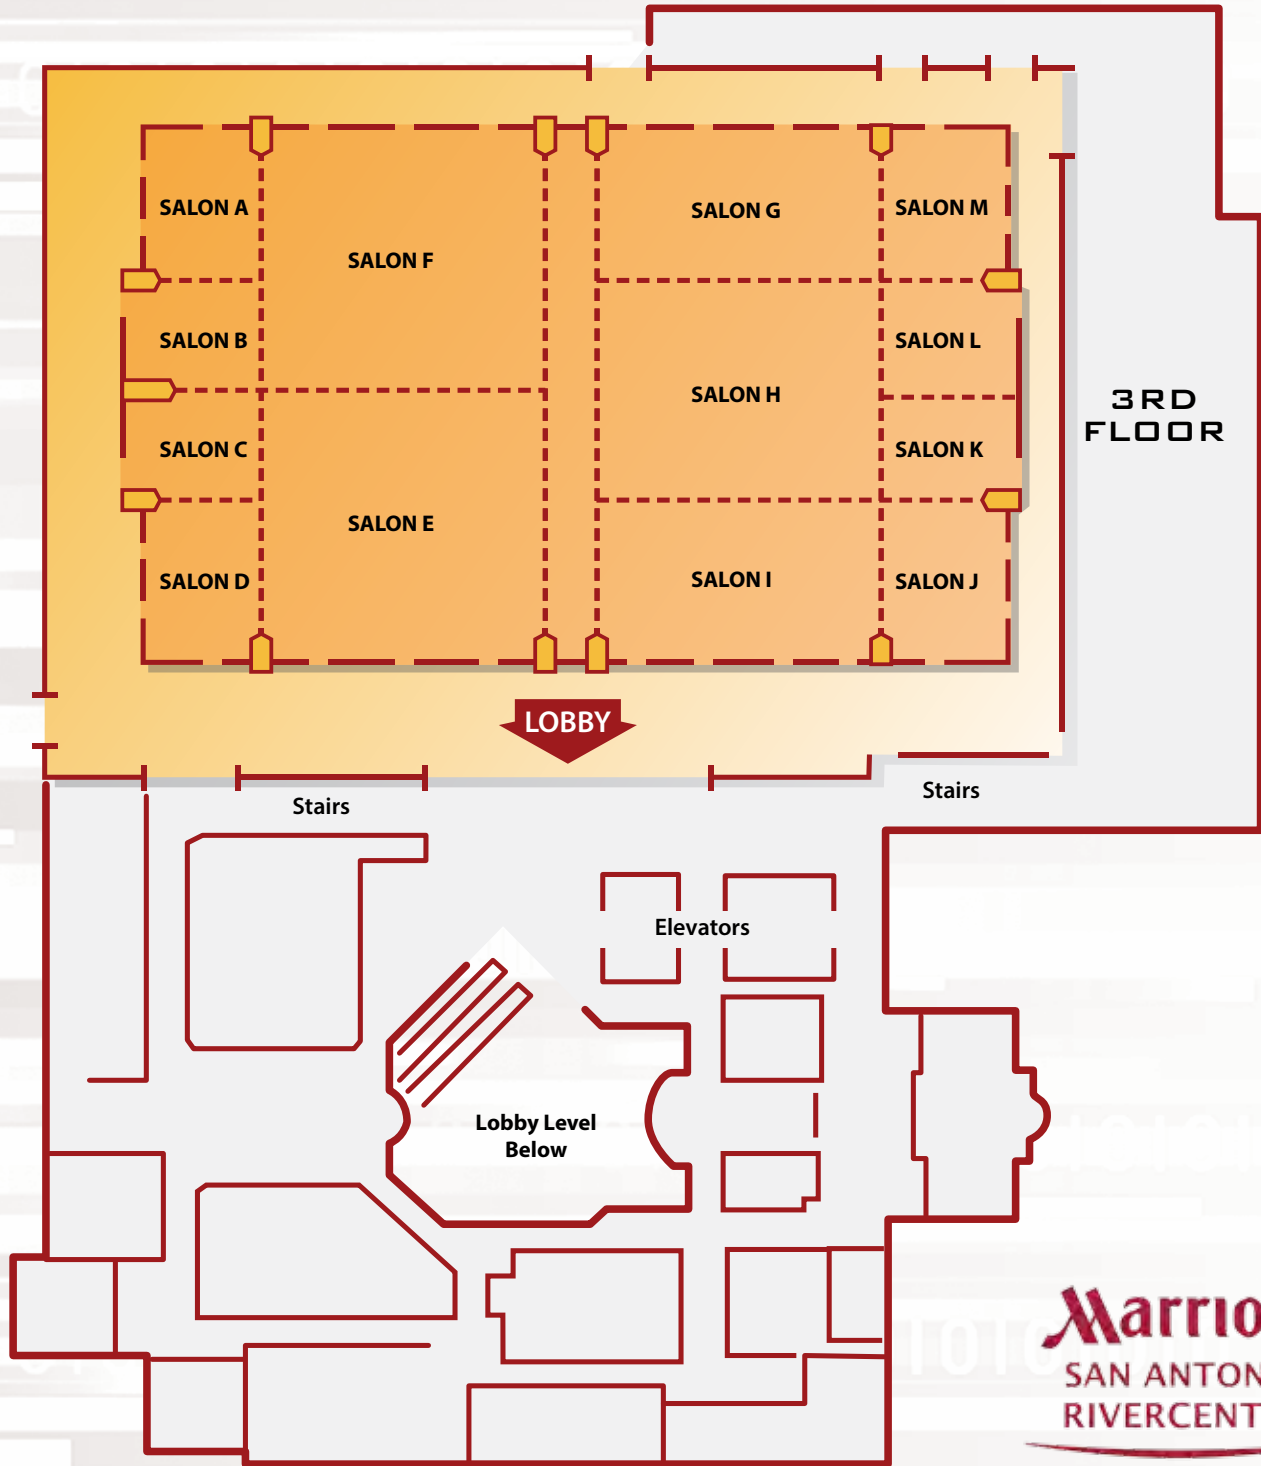 SALON A
SALON F
SALON G
SALON M
SALON B
SALON L
SALON H
SALON C
SALON K
SALON E
SALON D
SALON I
SALON J
3RD
FLOOR
LOBBY
Stairs
Stairs
Elevators
Lobby Level
Below
Marrio
SAN ANTON
RIVERCENT